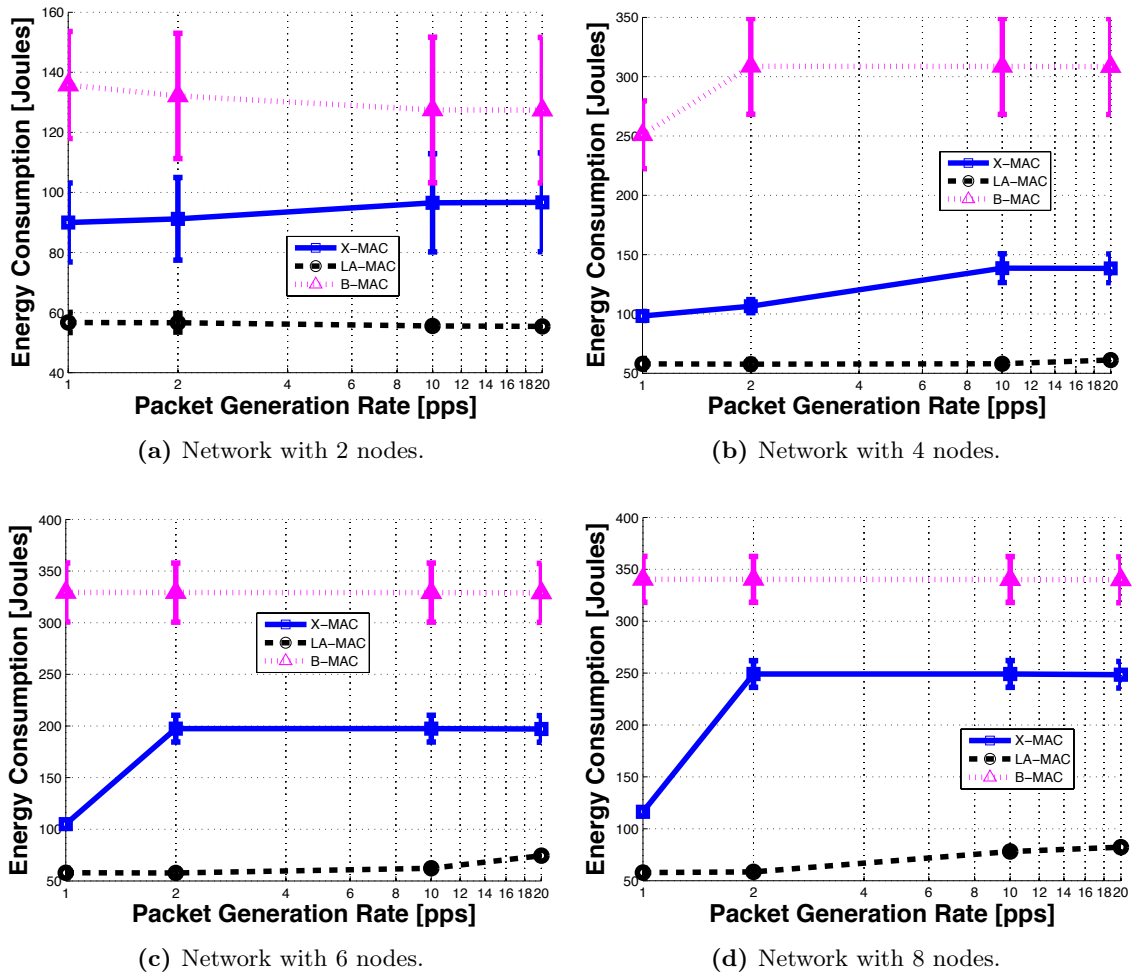 160
140
120
100
80
60
40
Energy Consumption [Joules]
X-MAC
LA-MAC
B-MAC
1 2 4 6 8 10 12 14 16 18 20
Packet Generation Rate [pps]
(a) Network with 2 nodes.
350
300
250
200
150
100
50
Energy Consumption [Joules]
X-MAC
LA-MAC
B-MAC
1 2 4 6 8 10 12 14 16 18 20
Packet Generation Rate [pps]
(b) Network with 4 nodes.
400
350
300
250
200
150
100
50
Energy Consumption [Joules]
X-MAC
LA-MAC
B-MAC
1 2 4 6 8 10 12 14 16 18 20
Packet Generation Rate [pps]
(c) Network with 6 nodes.
400
350
300
250
200
150
100
50
Energy Consumption [Joules]
X-MAC
LA-MAC
B-MAC
1 2 4 6 8 10 12 14 16 18 20
Packet Generation Rate [pps]
(d) Network with 8 nodes.